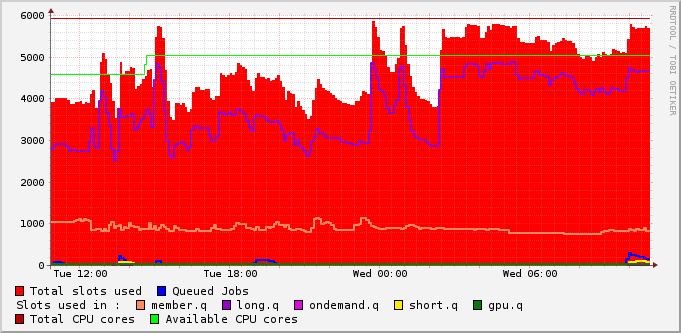 RRDTOOL / TOBI OETIKER
6000
5000
4000
3000
2000
1000
0
Tue 12:00 Tue 18:00 Wed 00:00 Wed 06:00
Total slots used Queued Jobs
Slots used in : member.q long.q ondemand.q short.q gpu.q
Total CPU cores Available CPU cores